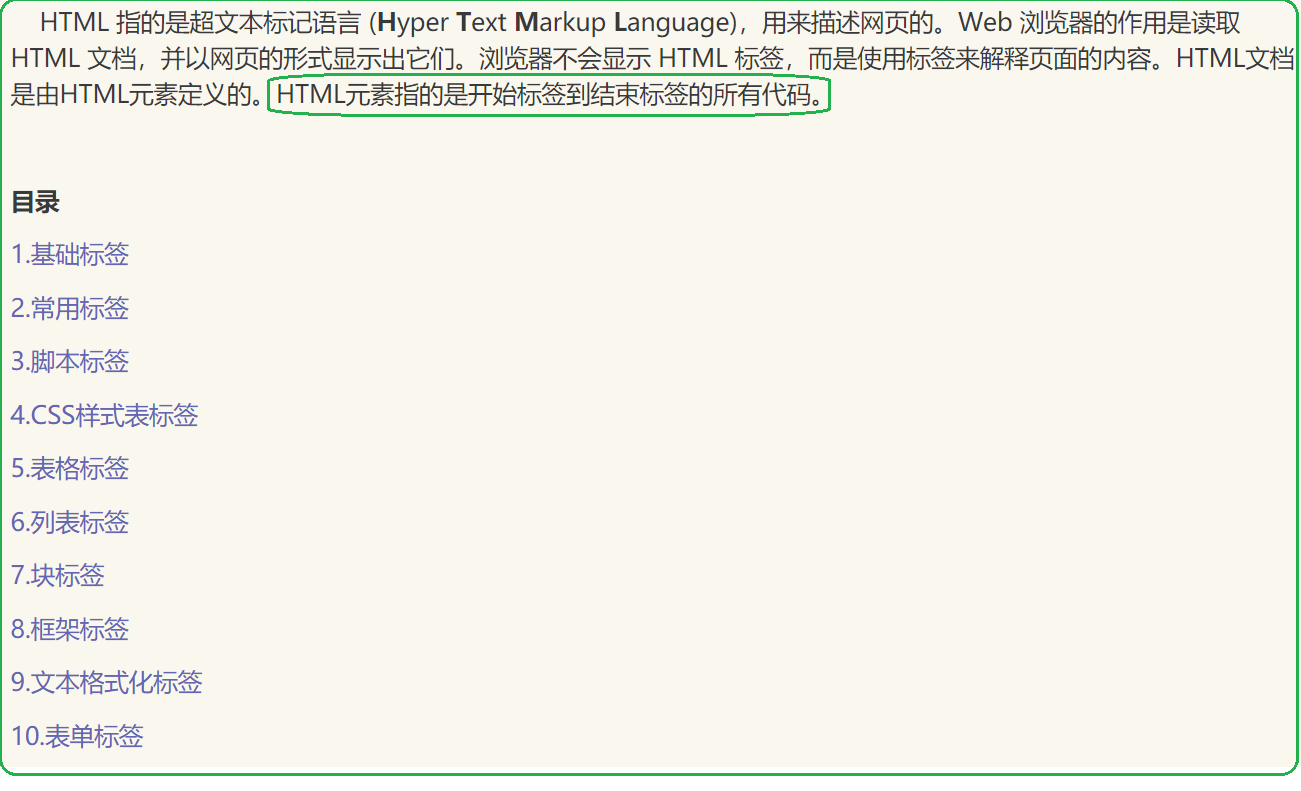 HTML 指的是超文本标记语言 (Hyper Text Markup Language)，用来描述网页的。Web 浏览器的作用是读取
HTML 文档，并以网页的形式显示出它们。浏览器不会显示 HTML 标签，而是使用标签来解释页面的内容。HTML文档
是由HTML元素定义的。HTML元素指的是开始标签到结束标签的所有代码。
目录
1.基础标签
2.常用标签
3.脚本标签
4.CSS样式表标签
5.表格标签
6.列表标签
7.块标签
8.框架标签
9.文本格式化标签
10.表单标签